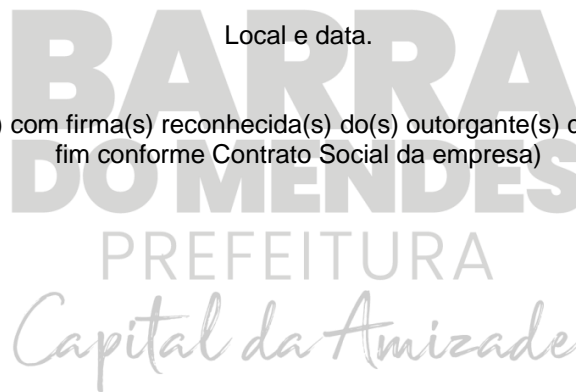 BARRA
Local e data.
) com firma(s) reconhecida(s) do(s) outorgante(s)
fim conforme Contrato Social da empresa)
DO MENDES
PREFEITURA
Capital da Amizade